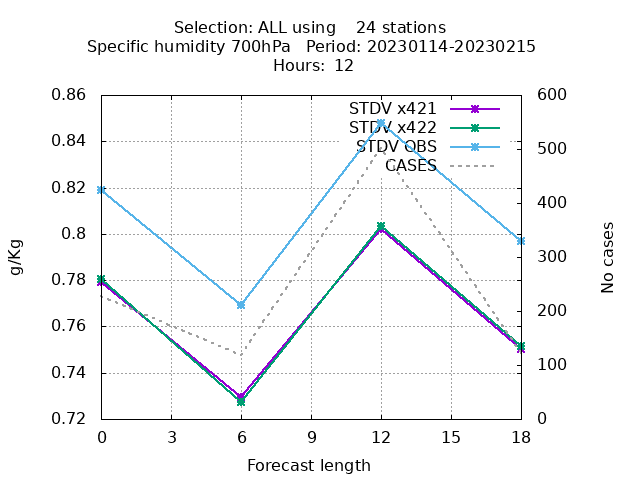 Selection: ALL using    24 stations
Specific humidity 700hPa   Period: 20230114-20230215
Hours:  12
0.86
0.84
0.82
0.8
0.78
0.76
0.74
0.72
g/Kg
STDV x421
STDV x422
STDV OBS
CASES
600
500
400
300
200
100
0
No cases
0 3 6 9 12 15 18
Forecast length